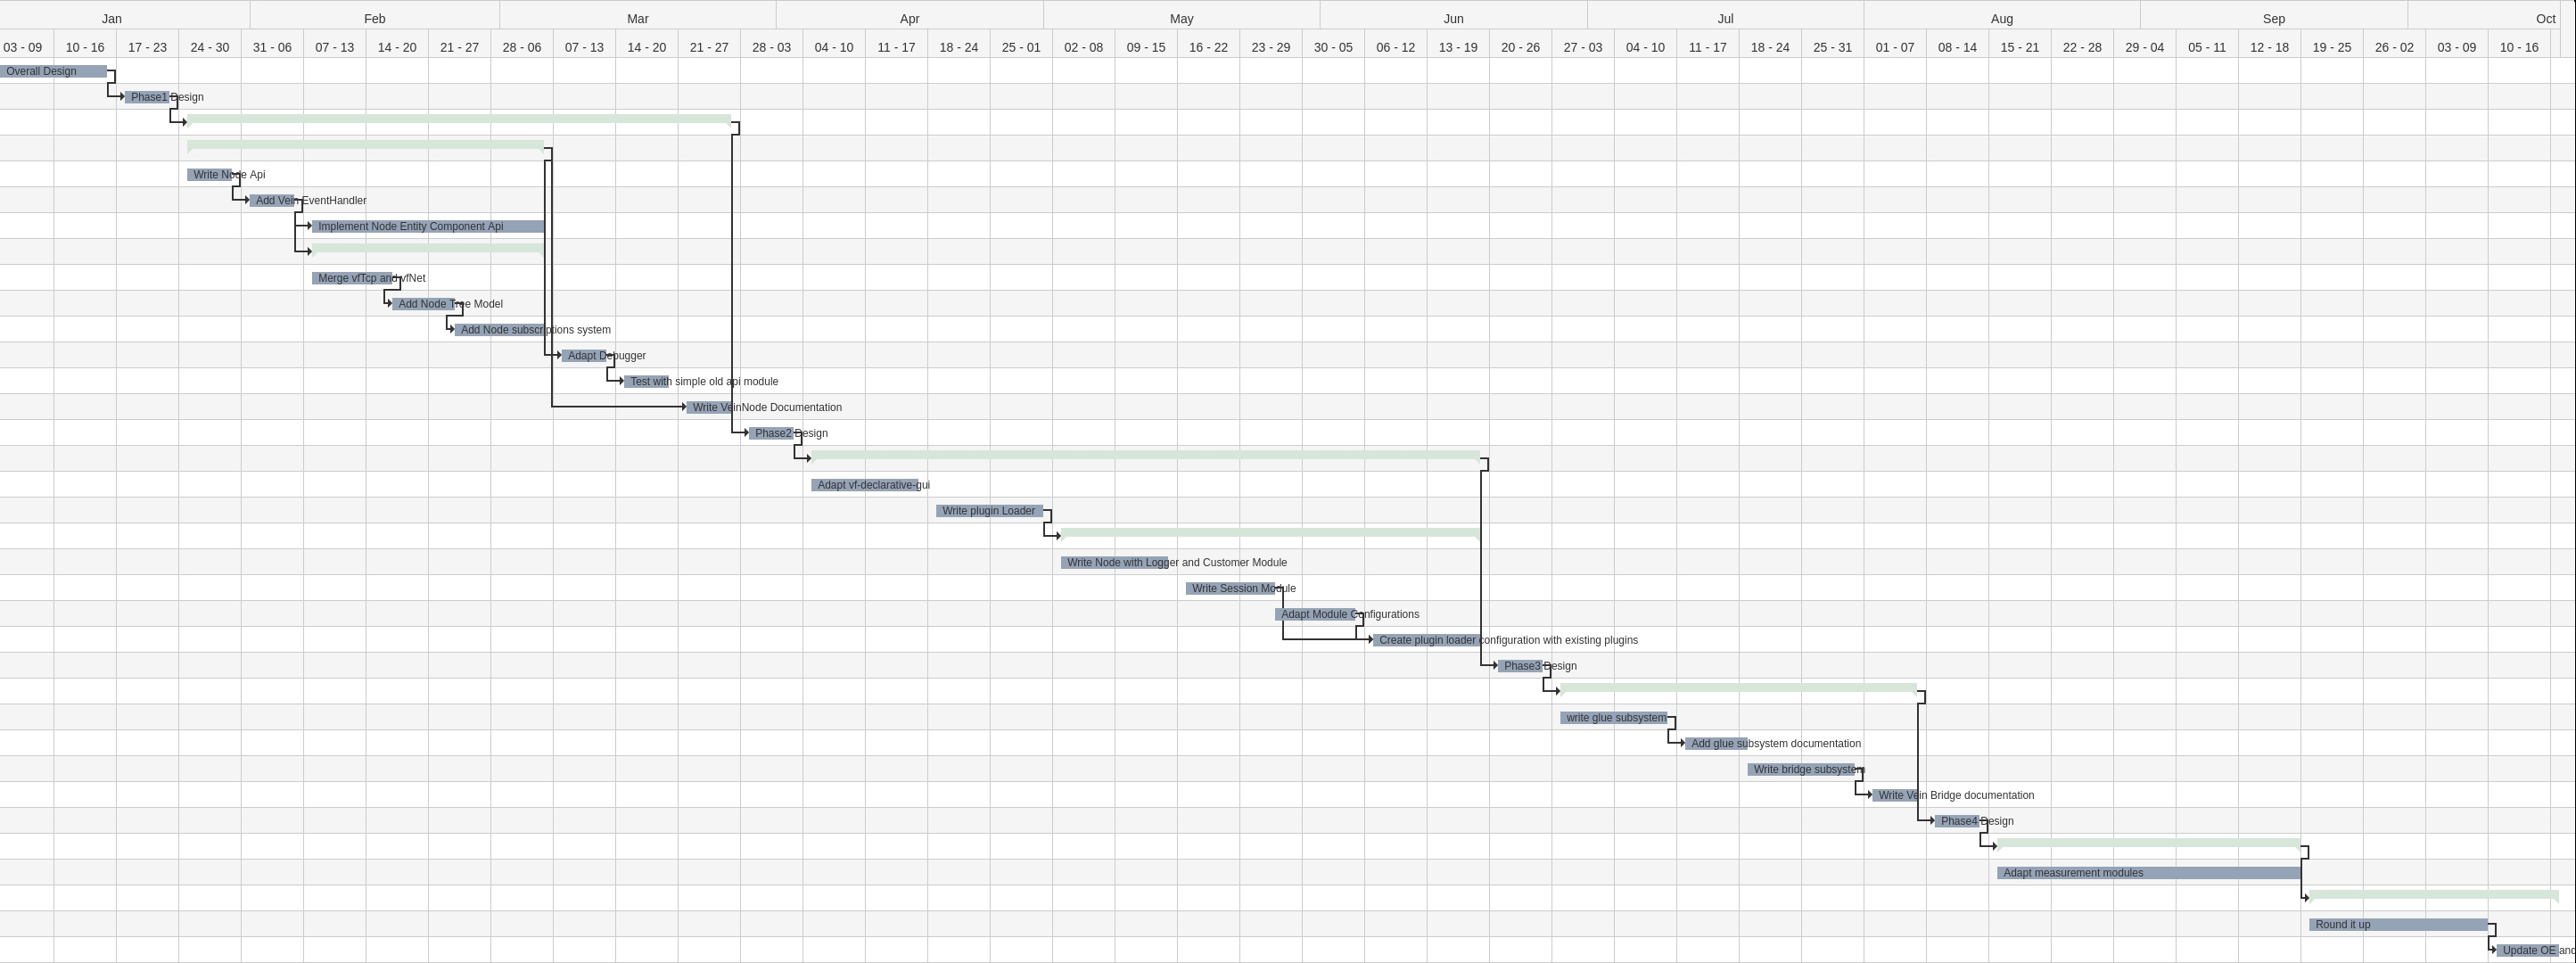 Jan Feb Mar Apr May Jun Jul Aug Sep Oct
03 - 09 10 - 16 17 - 23 24 - 30 31 - 06 07 - 13 14 - 20 21 - 27 28 - 06 07 - 13 14 - 20 21 - 27 28 - 03 04 - 10 11 - 17 18 - 24 25 - 01 02 - 08 09 - 15 16 - 22 23 - 29 30 - 05 06 - 12 13 - 19 20 - 26 27 - 03 04 - 10 11 - 17 18 - 24 25 - 31 01 - 07 08 - 14 15 - 21 22 - 28 29 - 04 05 - 11 12 - 18 19 - 25 26 - 02 03 - 09 10 - 16
Overall Design
Phase1 Design
Write Node Api
Add Vein EventHandler
Implement Node Entity Component Api
Merge vfTcp and vfNet
Add Node Tree Model
Add Node subscriptions system
Adapt Debugger
Test with simple old api module
Write VeinNode Documentation
Phase2 Design
Adapt vf-declarative-gui
Write plugin Loader
Write Node with Logger and Customer Module
Write Session Module
Adapt Module Configurations
Create plugin loader configuration with existing plugins
Phase3 Design
write glue subsystem
Add glue subsystem documentation
Write bridge subsystem
Write Vein Bridge documentation
Phase4 Design
Adapt measurement modules
Round it up
Update OE and